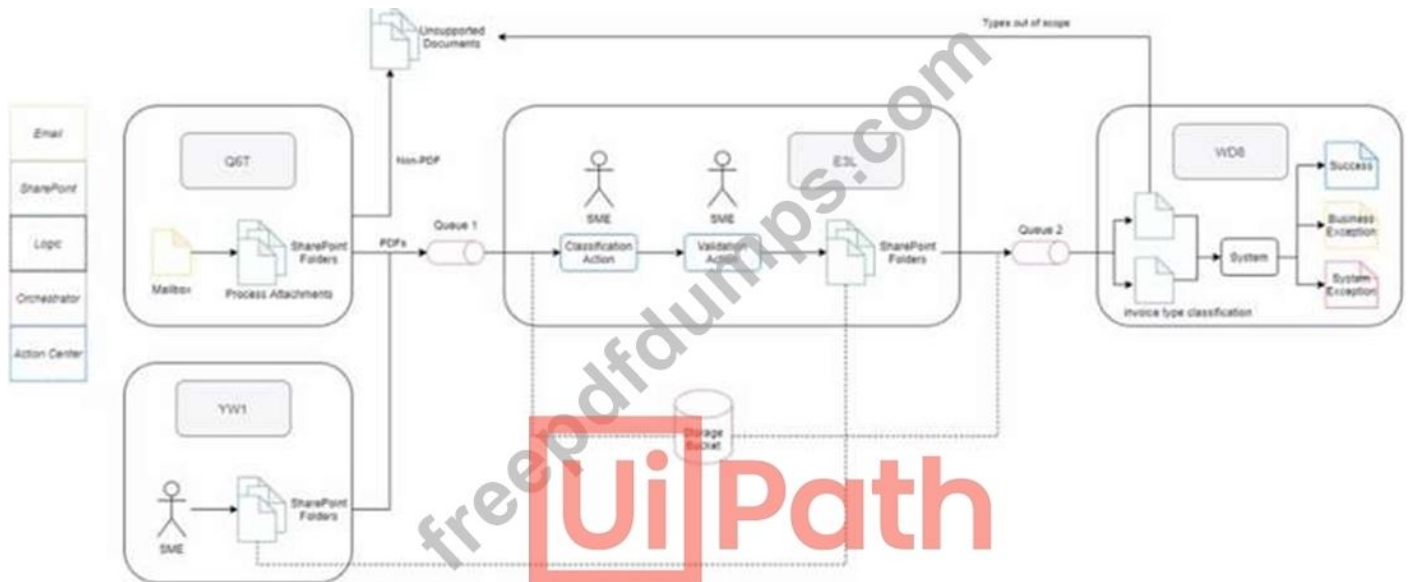 Unsupported
Documents
Types out of scope
Email
SharePoint
Logic
Orchestrator
Action Center
Q6T
Non-PDF
Mailbox
SharePoint
Folders
Process Attachments
PDFs
Queue 1
E3L
SME
SME
Classification
Action
Validation
Action
SharePoint
Folders
Queue 2
WD8
System
Success
Business
Exception
System
Exception
invoice type classification
YW1
SME
SharePoint
Folders
Storage
Bucket
UiPath
freepdfdumps.com